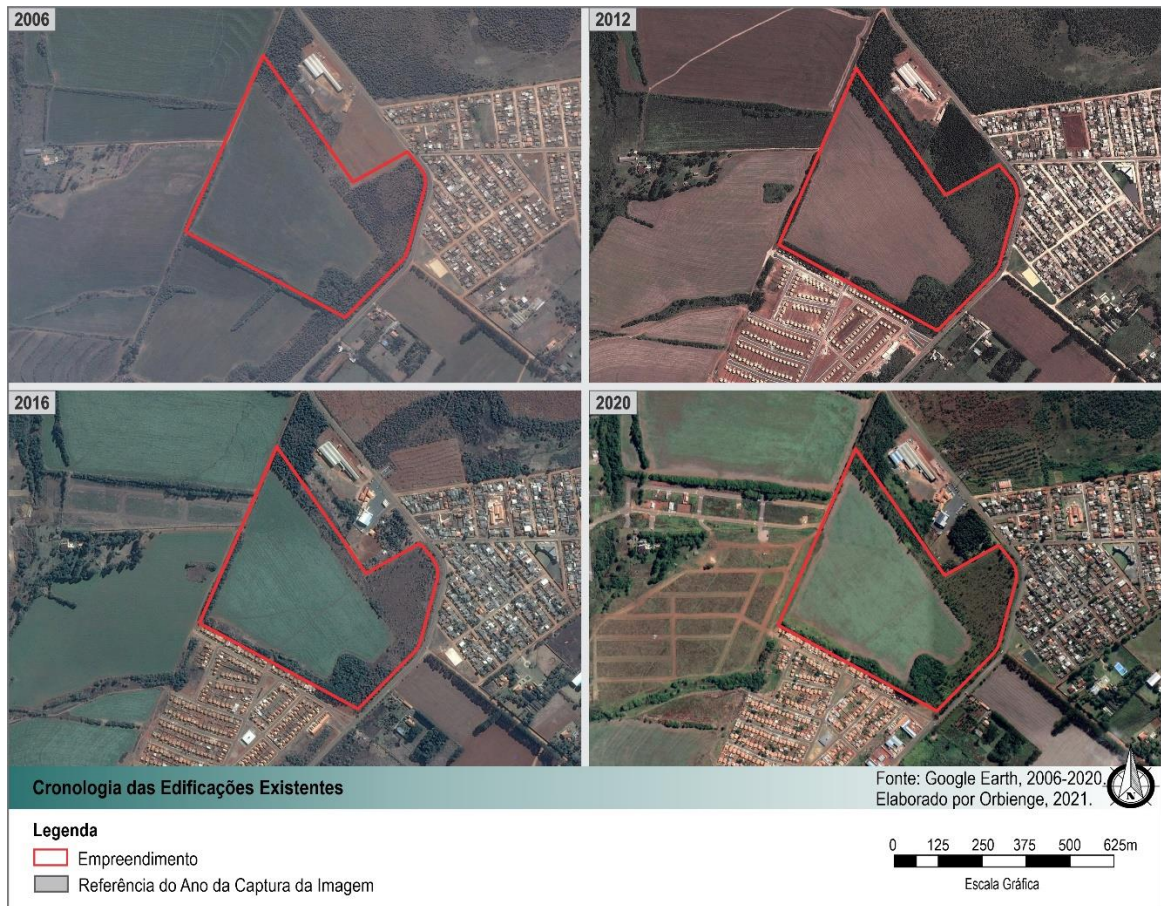 2006
2012
2016
2020
Cronologia das Edificações Existentes
Fonte: Google Earth, 2006-2020.
Elaborado por Orbienge, 2021.
N
Legenda
Empreendimento
Referência do Ano da Captura da Imagem
0 125 250 375 500 625m
Escala Gráfica